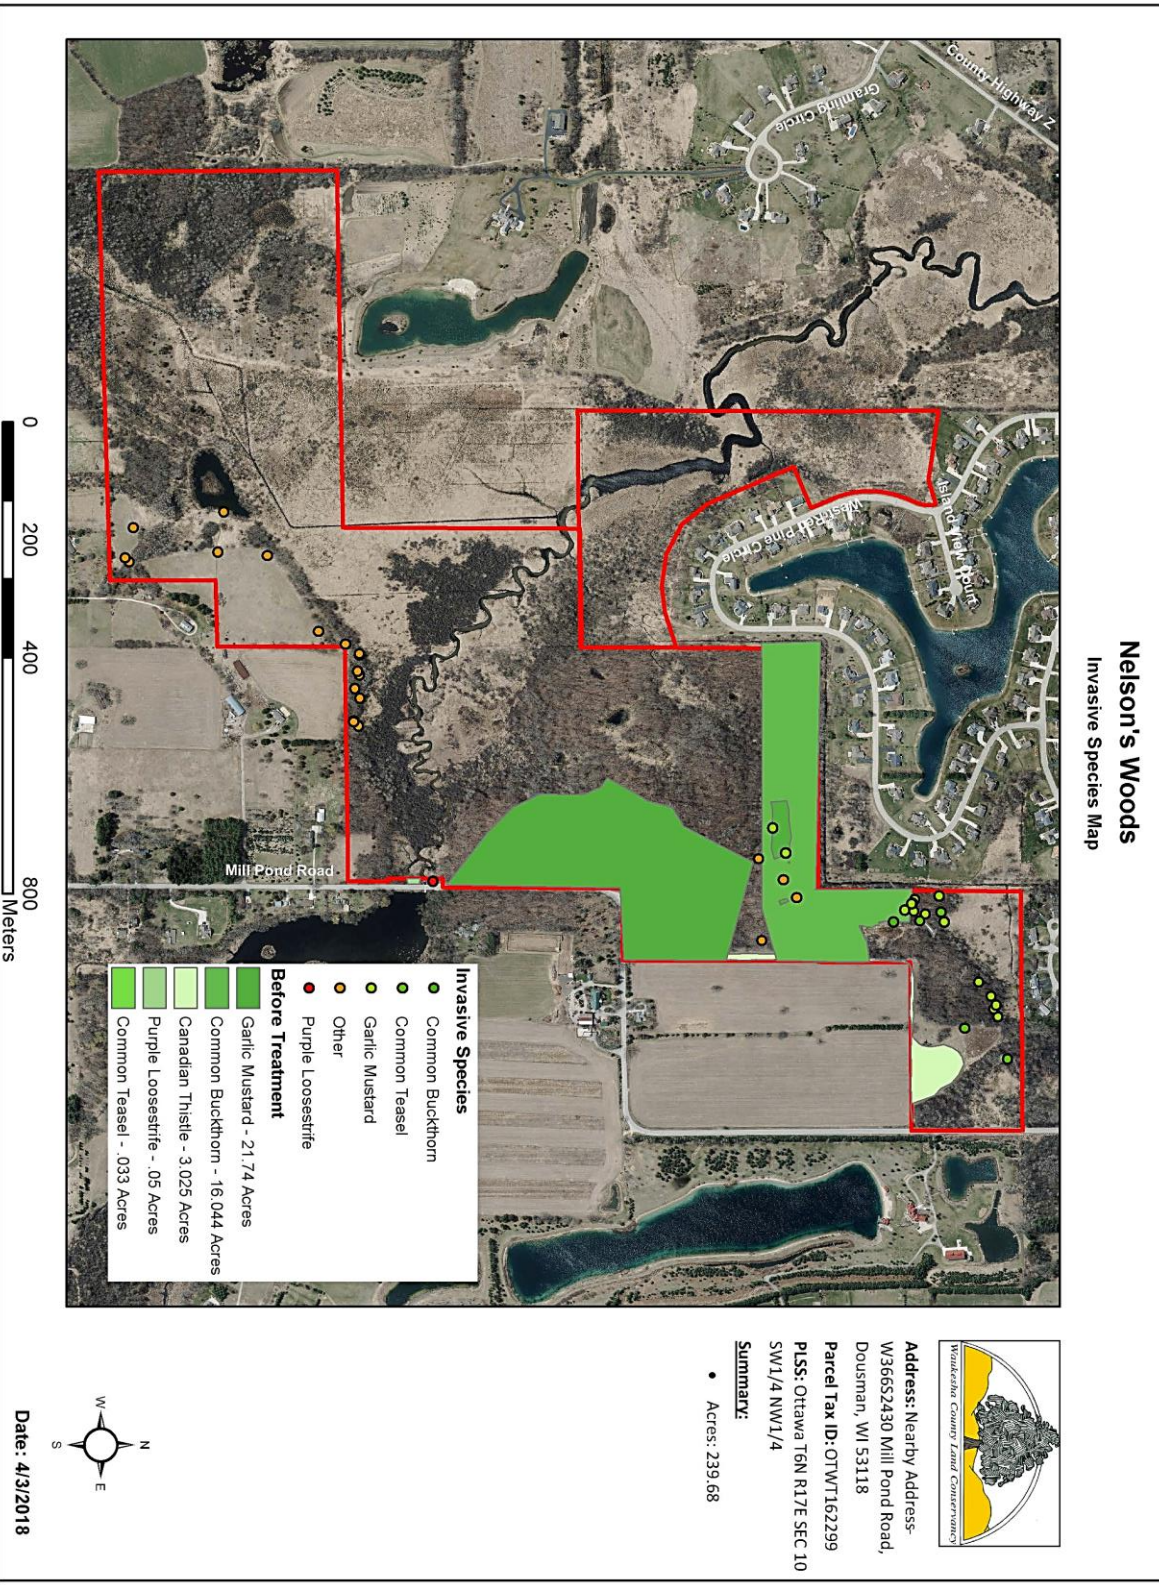 Nelson's Woods
Invasive Species Map
County Highway Z
Gramling Circle
Island View Court
West Red Pine Circle
Mill Pond Road
Invasive Species
Common Buckthorn
Common Teasel
Garlic Mustard
Other
Purple Loosestrife
Before Treatment
Garlic Mustard - 21.74 Acres
Common Buckthorn - 16.044 Acres
Canadian Thistle - 3.025 Acres
Purple Loosestrife - .05 Acres
Common Teasel - .033 Acres
0 200 400 800
Meters
Waukesha County Land Conservancy
Address: Nearby Address-
W366S2430 Mill Pond Road,
Dousman, WI 53118
Parcel Tax ID: OTWT162299
PLSS: Ottawa T6N R17E SEC 10
SW1/4 NW1/4
Summary:
• Acres: 239.68
N
W E
S
Date: 4/3/2018